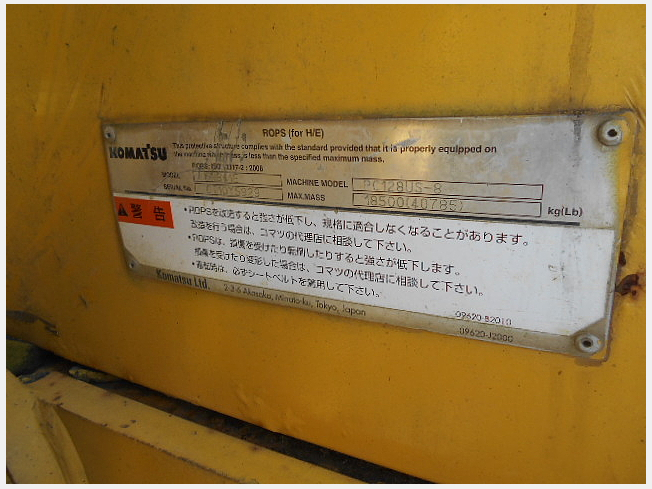 ROPS (for H/E)
KOMATSU
This protective structure complies with the standard provided that it is properly equipped on
the machine which mass is less than the specified maximum mass.
ROPS: ISO 12117-2 : 2008
MODEL
MACHINE MODEL PC128US-8
SERIAL No.
MAX.MASS 18500(40785) kg(Lb)
警告
•ROPSを改造すると強さが低下し、規格に適合しなくなることがあります。
改造を行う場合は、コマツの代理店に相談して下さい。
•ROPSは、損傷を受けたり転倒したりすると強さが低下します。
損傷を受けたり変形した場合は、コマツの代理店に相談して下さい。
•運転時は、必ずシートベルトを着用して下さい。
Komatsu Ltd.
2-3-6 Akasaka, Minato-ku, Tokyo, Japan
09620-B2010
09620-J2000